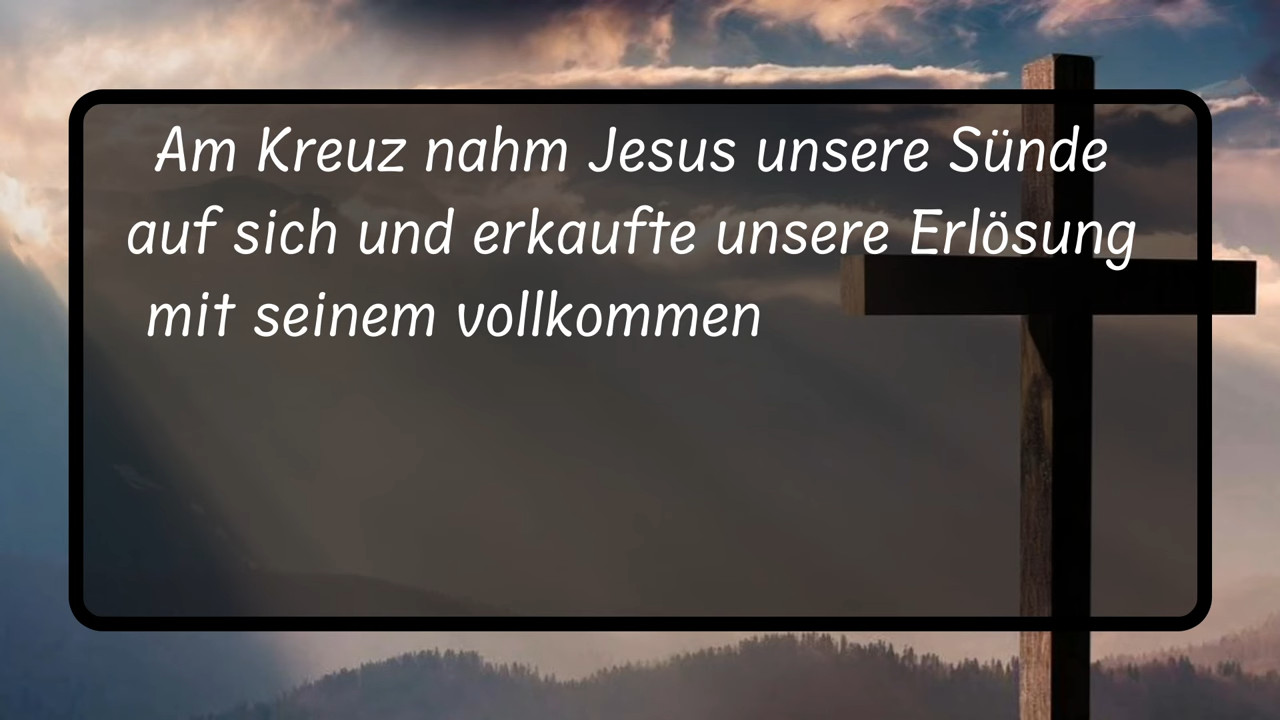 Am Kreuz nahm Jesus unsere Sünde
auf sich und erkaufte unsere Erlösung
mit seinem vollkommen